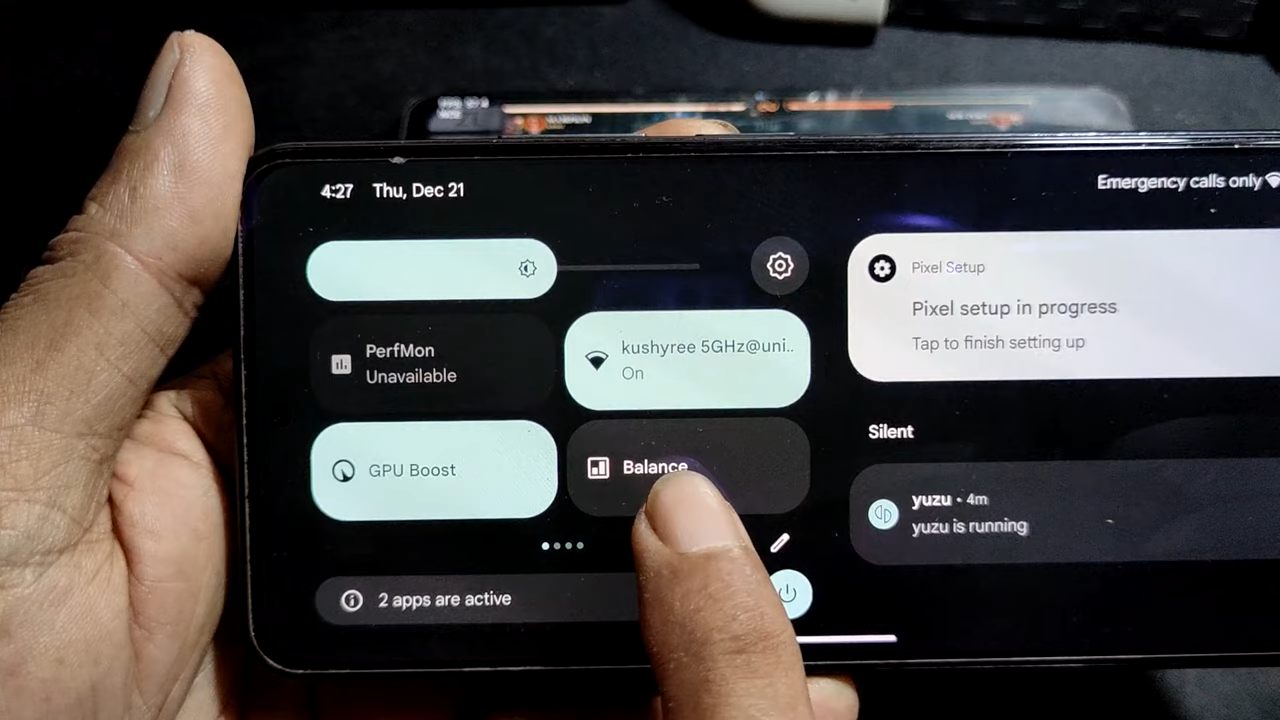 4:27 Thu, Dec 21
Emergency calls only
PerfMon
Unavailable
kushyree 5GHz@uni..
On
GPU Boost
Balance
2 apps are active
Pixel Setup
Pixel setup in progress
Tap to finish setting up
Silent
yuzu • 4m
yuzu is running